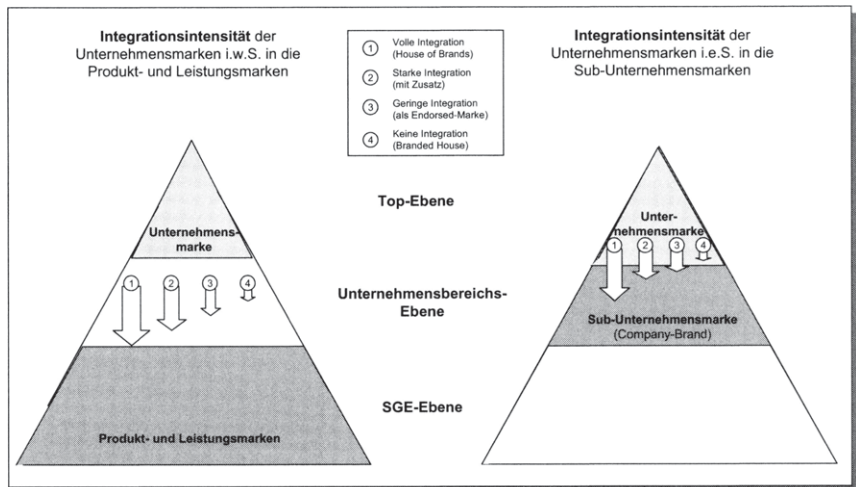 Integrationsintensität der
Unternehmensmarken i.w.S. in die
Produkt- und Leistungsmarken
1 Volle Integration
(House of Brands)
2 Starke Integration
(mit Zusatz)
3 Geringe Integration
(als Endorsed-Marke)
4 Keine Integration
(Branded House)
Integrationsintensität der
Unternehmensmarken i.e.S. in die
Sub-Unternehmensmarken
Top-Ebene
Unternehmens-
marke
1 2 3 4
Unternehmensbereichs-
Ebene
SGE-Ebene
Produkt- und Leistungsmarken
Unter-
nehmensmarke
1 2 3 4
Sub-Unternehmensmarke
(Company-Brand)